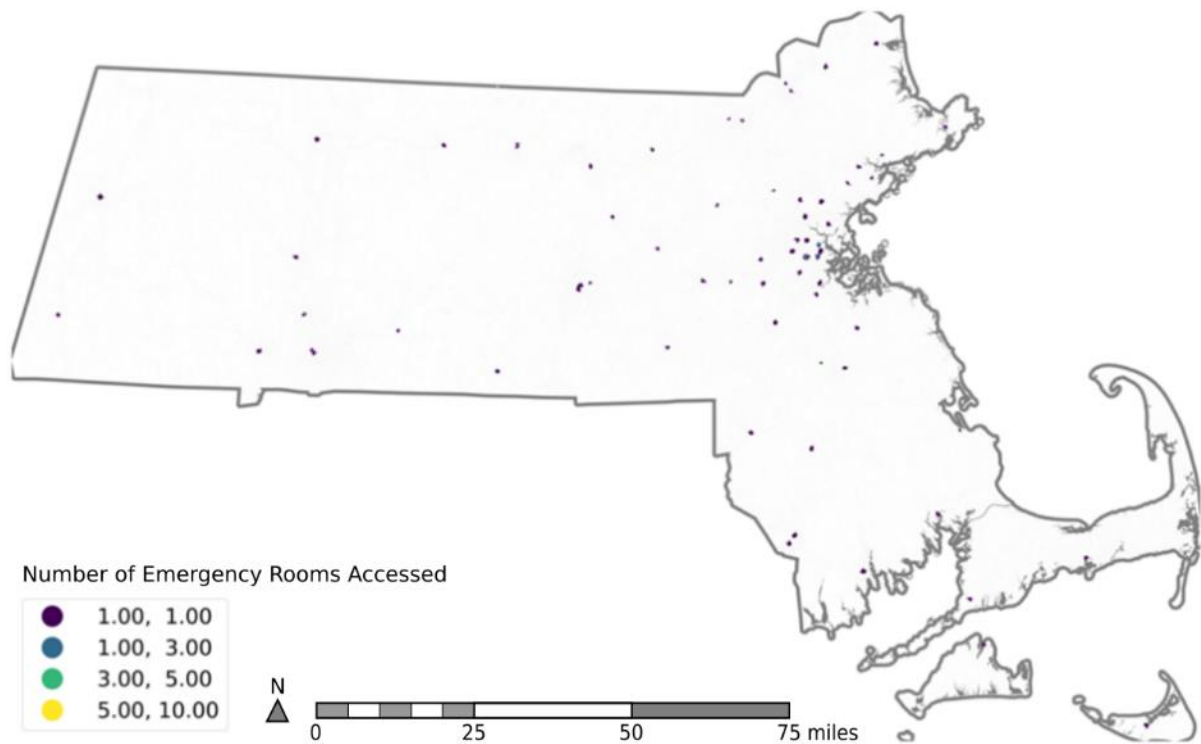 Number of Emergency Rooms Accessed
1.00, 1.00
1.00, 3.00
3.00, 5.00
5.00, 10.00
N
0 25 50 75 miles